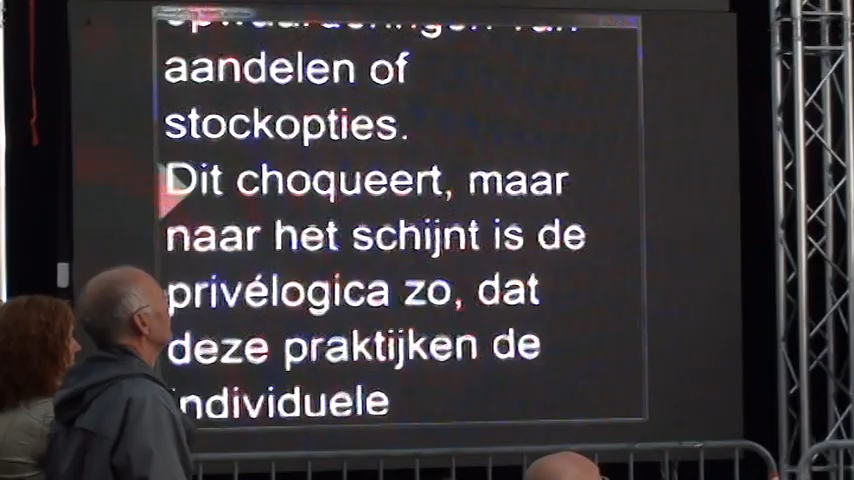 aandelen of
stockopties.
Dit choqueert, maar
naar het schijnt is de
privélogica zo, dat
deze praktijken de
individuele